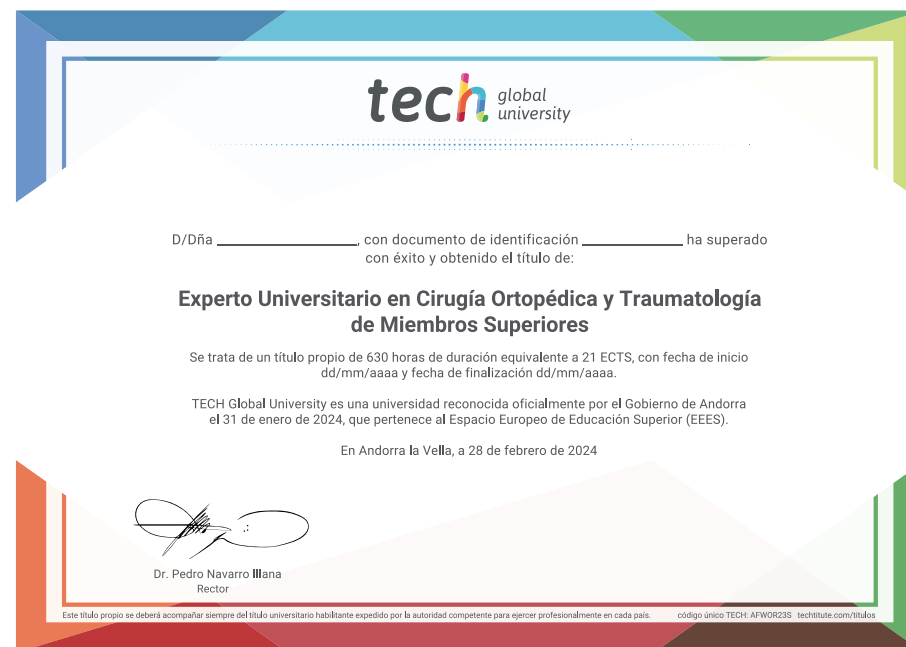 tech global university
D/Dña ____________________, con documento de identificación ______________ ha superado
con éxito y obtenido el título de:
Experto Universitario en Cirugía Ortopédica y Traumatología
de Miembros Superiores
Se trata de un título propio de 630 horas de duración equivalente a 21 ECTS, con fecha de inicio
dd/mm/aaaa y fecha de finalización dd/mm/aaaa.
TECH Global University es una universidad reconocida oficialmente por el Gobierno de Andorra
el 31 de enero de 2024, que pertenece al Espacio Europeo de Educación Superior (EEES).
En Andorra la Vella, a 28 de febrero de 2024
Dr. Pedro Navarro Illana
Rector
Este título propio se deberá acompañar siempre del título universitario habilitante expedido por la autoridad competente para ejercer profesionalmente en cada país. código único TECH: AFWOR23S techtitute.com/titulos